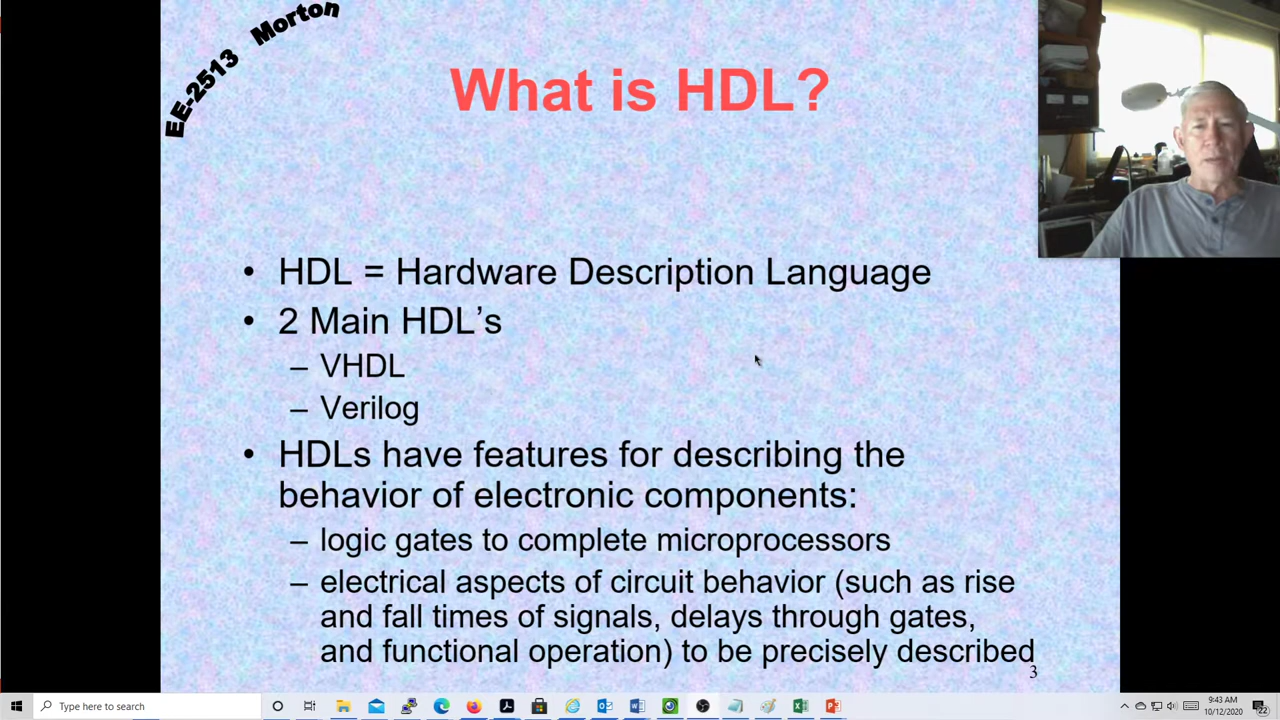 EE-2513 Morton
What is HDL?
• HDL = Hardware Description Language
• 2 Main HDL’s
– VHDL
– Verilog
• HDLs have features for describing the
behavior of electronic components:
– logic gates to complete microprocessors
– electrical aspects of circuit behavior (such as rise
and fall times of signals, delays through gates,
and functional operation) to be precisely described
3
Type here to search
9:43 AM
10/12/2020
22